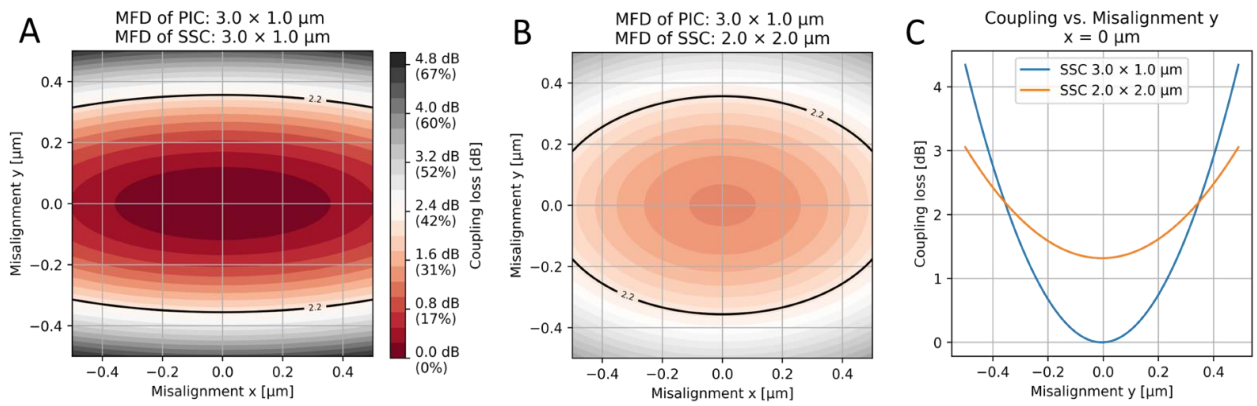 A
MFD of PIC: 3.0 × 1.0 µm
MFD of SSC: 3.0 × 1.0 µm
Misalignment y [µm]
0.4
0.2
0.0
−0.2
−0.4
2.2
2.2
−0.4 −0.2 0.0 0.2 0.4
Misalignment x [µm]
4.8 dB
(67%)
4.0 dB
(60%)
3.2 dB
(52%)
2.4 dB
(42%)
1.6 dB
(31%)
0.8 dB
(17%)
0.0 dB
(0%)
Coupling loss [dB]
B
MFD of PIC: 3.0 × 1.0 µm
MFD of SSC: 2.0 × 2.0 µm
Misalignment y [µm]
0.4
0.2
0.0
−0.2
−0.4
2.2
2.2
−0.4 −0.2 0.0 0.2 0.4
Misalignment x [µm]
C
Coupling vs. Misalignment y
x = 0 µm
SSC 3.0 × 1.0 µm
SSC 2.0 × 2.0 µm
Coupling loss [dB]
4
3
2
1
0
−0.4 −0.2 0.0 0.2 0.4
Misalignment y [µm]